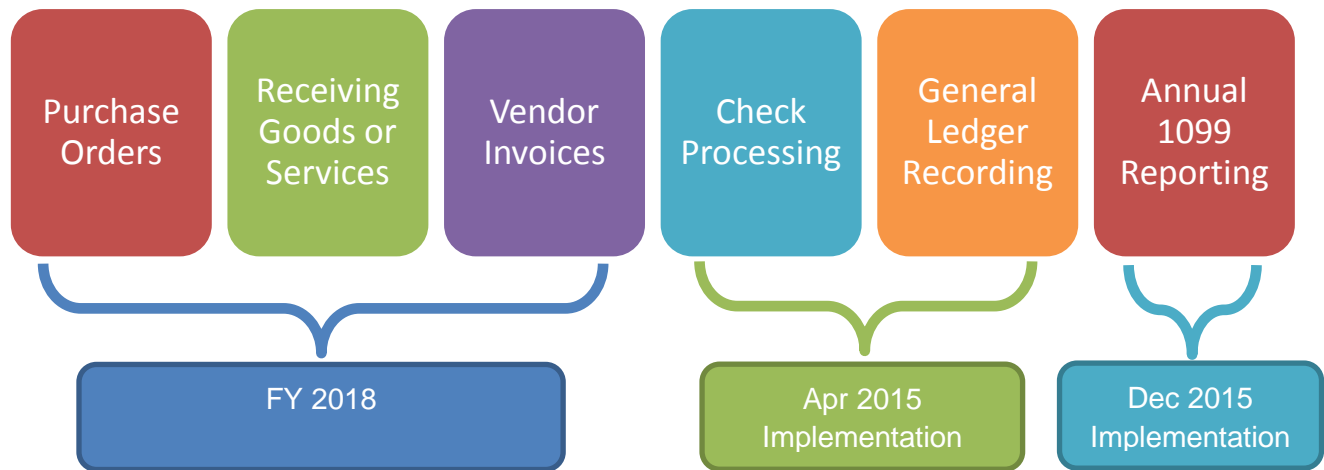 Purchase
Orders
Receiving
Goods or
Services
Vendor
Invoices
Check
Processing
General
Ledger
Recording
Annual
1099
Reporting
FY 2018
Apr 2015
Implementation
Dec 2015
Implementation